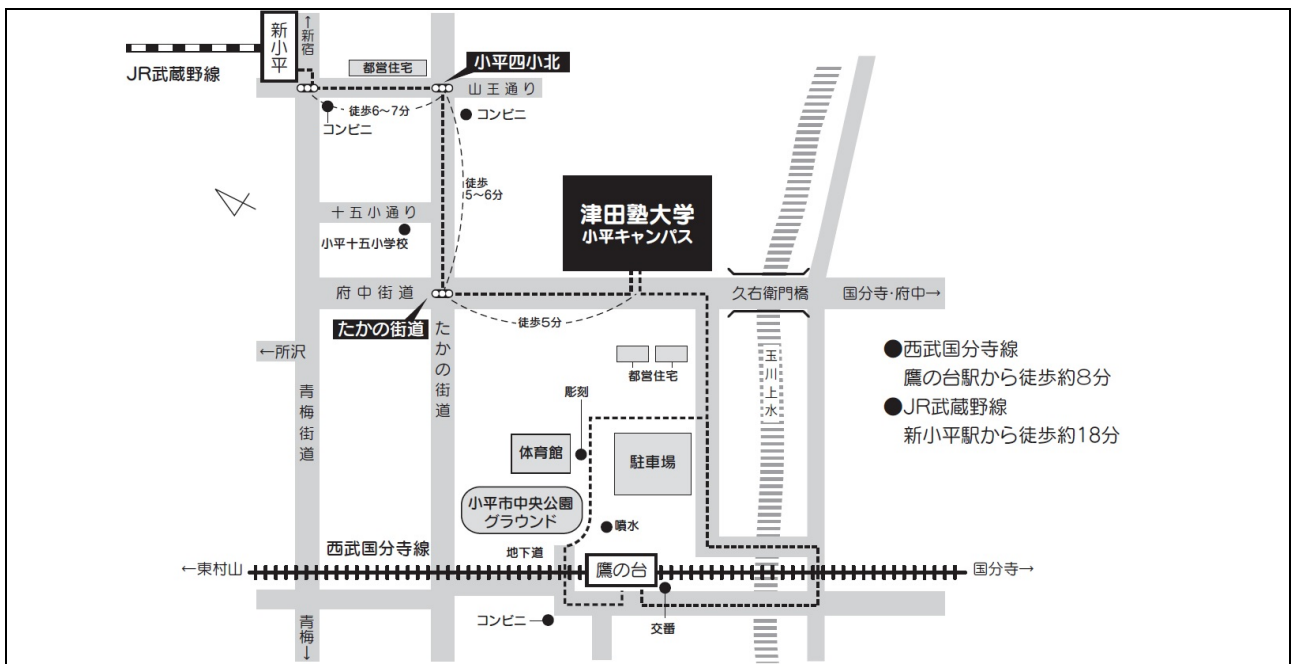 新小平
↑新宿
JR武蔵野線
都営住宅
小平四小北
山王通り
徒歩6〜7分
コンビニ
●コンビニ
徒歩
5〜6分
十五小通り
小平十五小学校
津田塾大学
小平キャンパス
府中街道
久右衛門橋
国分寺・府中→
たかの街道
徒歩5分
←所沢
たかの街道
青梅街道
都営住宅
玉川上水
●西武国分寺線
鷹の台駅から徒歩約8分
●JR武蔵野線
新小平駅から徒歩約18分
彫刻
体育館
駐車場
小平市中央公園
グラウンド
●噴水
西武国分寺線
地下道
←東村山
鷹の台
国分寺→
コンビニ
交番
青梅↓